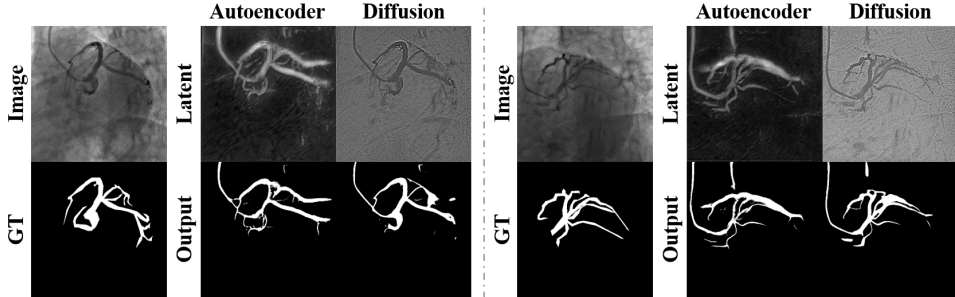 Autoencoder Diffusion
Image
Latent
GT
Output
Autoencoder Diffusion
Image
Latent
GT
Output